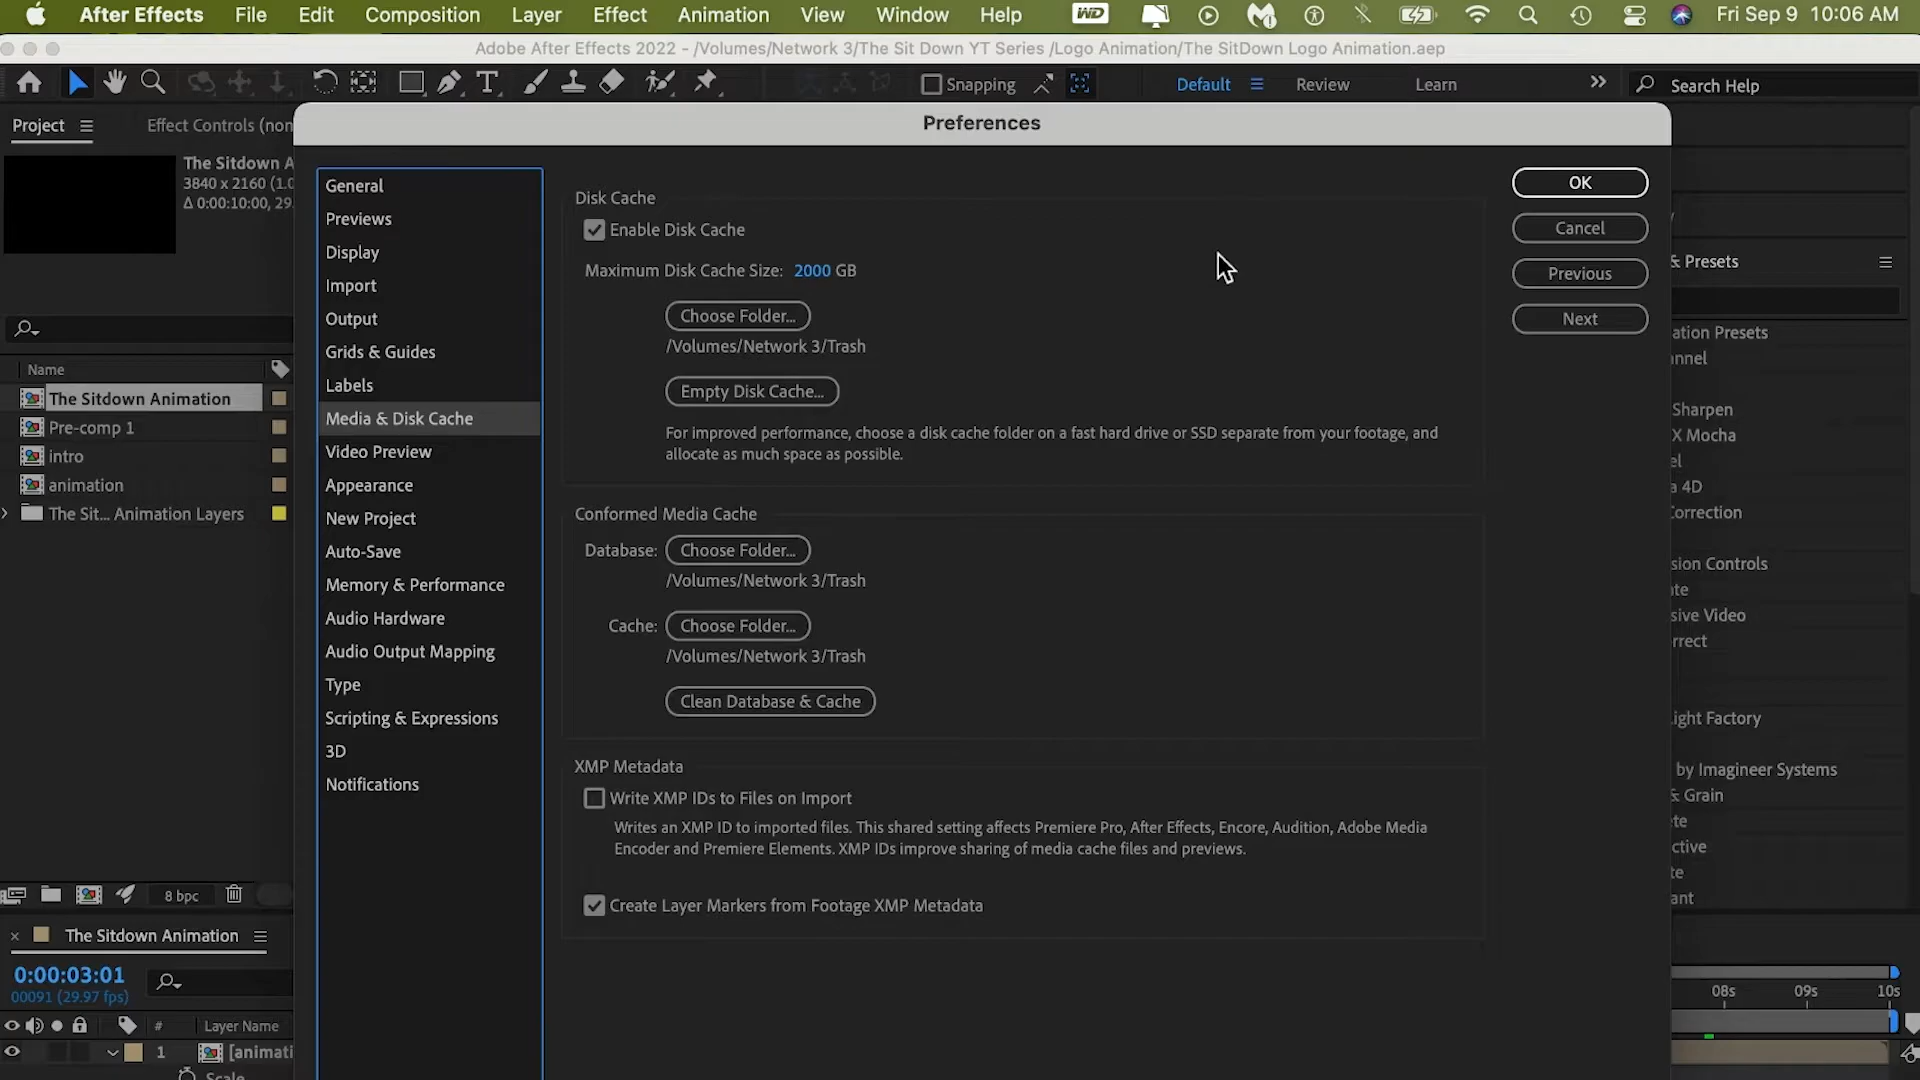 After Effects File Edit Composition Layer Effect Animation View Window Help WD Fri Sep 9 10:06 AM
Adobe After Effects 2022 - /Volumes/Network 3/The Sit Down YT Series /Logo Animation/The SitDown Logo Animation.aep
Snapping Default Review Learn Search Help
Project Effect Controls (non
Preferences
The Sitdown A
3840 x 2160 (1.0
Δ 0:00:10:00, 29.
Name
The Sitdown Animation
Pre-comp 1
intro
animation
The Sit... Animation Layers
8 bpc
General
Previews
Display
Import
Output
Grids & Guides
Labels
Media & Disk Cache
Video Preview
Appearance
New Project
Auto-Save
Memory & Performance
Audio Hardware
Audio Output Mapping
Type
Scripting & Expressions
3D
Notifications
Disk Cache
Enable Disk Cache
Maximum Disk Cache Size: 2000 GB
Choose Folder...
/Volumes/Network 3/Trash
Empty Disk Cache...
For improved performance, choose a disk cache folder on a fast hard drive or SSD separate from your footage, and
allocate as much space as possible.
Conformed Media Cache
Database: Choose Folder...
/Volumes/Network 3/Trash
Cache: Choose Folder...
/Volumes/Network 3/Trash
Clean Database & Cache
XMP Metadata
Write XMP IDs to Files on Import
Writes an XMP ID to imported files. This shared setting affects Premiere Pro, After Effects, Encore, Audition, Adobe Media
Encoder and Premiere Elements. XMP IDs improve sharing of media cache files and previews.
Create Layer Markers from Footage XMP Metadata
OK
Cancel
Previous
Next
& Presets
ation Presets
annel
Sharpen
X Mocha
el
a 4D
Correction
sion Controls
te
sive Video
rrect
ight Factory
by Imagineer Systems
& Grain
te
ctive
te
ant
The Sitdown Animation
0:00:03:01
00091 (29.97 fps)
# Layer Name
1 [animati
Scale
08s 09s 10s